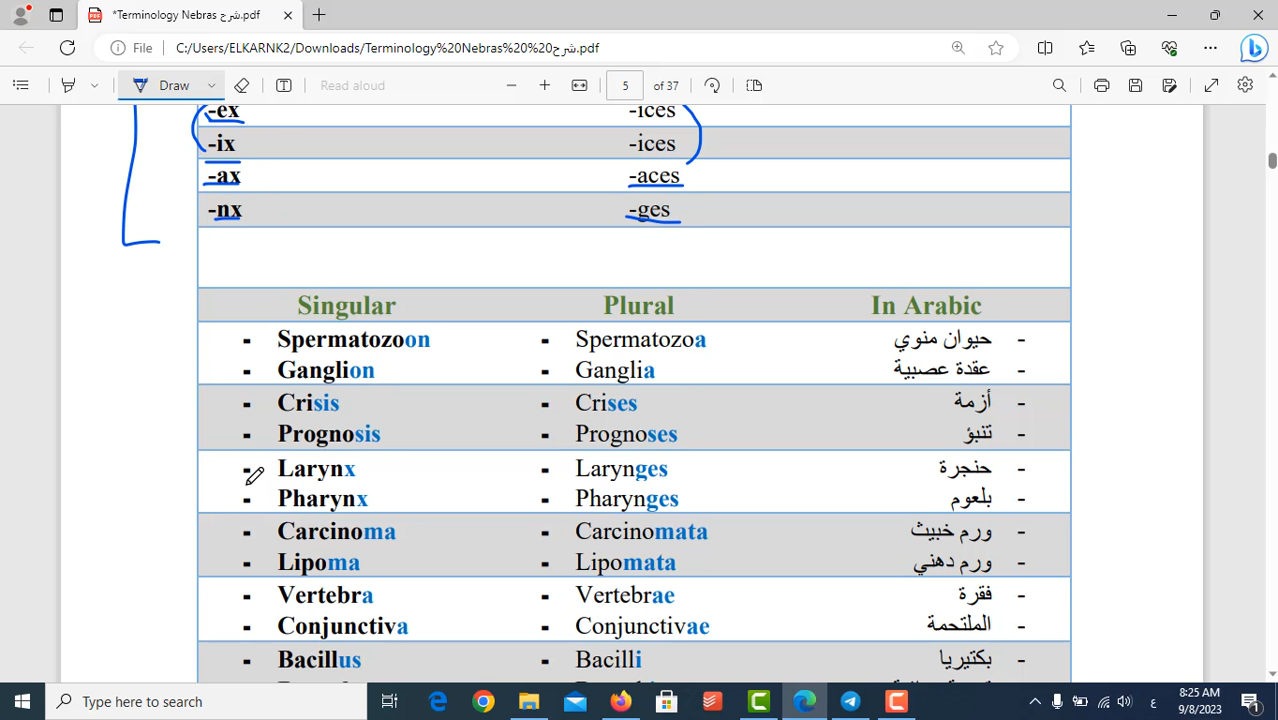 *Terminology Nebras شرح.pdf
File C:/Users/ELKARNK2/Downloads/Terminology%20Nebras%20%20شرح.pdf
Draw Read aloud 5 of 37
-ex -ices
-ix -ices
-ax -aces
-nx -ges
Singular Plural In Arabic
- Spermatozoon - Spermatozoa - حيوان منوي
- Ganglion Ganglia - عقدة عصبية
- Crisis - Crises - أزمة
- Prognosis - Prognoses - تنبؤ
- Larynx - Larynges - حنجرة
- Pharynx - Pharynges - بلعوم
- Carcinoma - Carcinomata - ورم خبيث
- Lipoma - Lipomata - ورم دهني
- Vertebra - Vertebrae - فقرة
- Conjunctiva - Conjunctivae - الملتحمة
- Bacillus - Bacilli - بكتيريا
Type here to search
ع 8:25 AM
9/8/2023